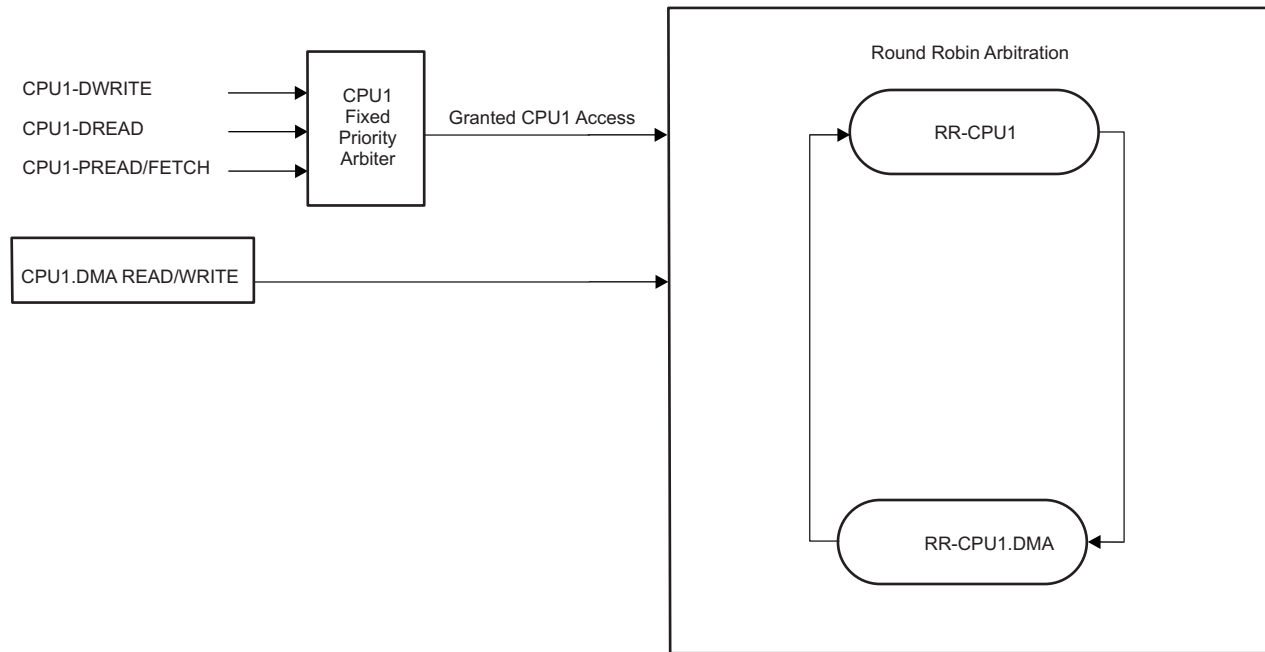 Round Robin Arbitration
CPU1-DWRITE
CPU1-DREAD
CPU1-PREAD/FETCH
CPU1
Fixed
Priority
Arbiter
Granted CPU1 Access
RR-CPU1
CPU1.DMA READ/WRITE
RR-CPU1.DMA